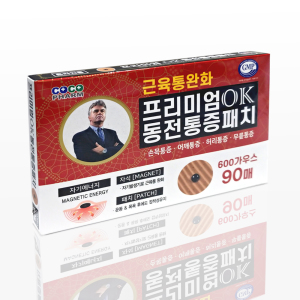 COCO
PHARM
GMP
근육통완화
프리미엄OK
동전통증패치
· 손목통증 · 어깨통증 · 허리통증 · 무릎통증
자기에너지
MAGNETIC ENERGY
자석 [MAGNET]
패치 [PATCH]
600가우스
90매